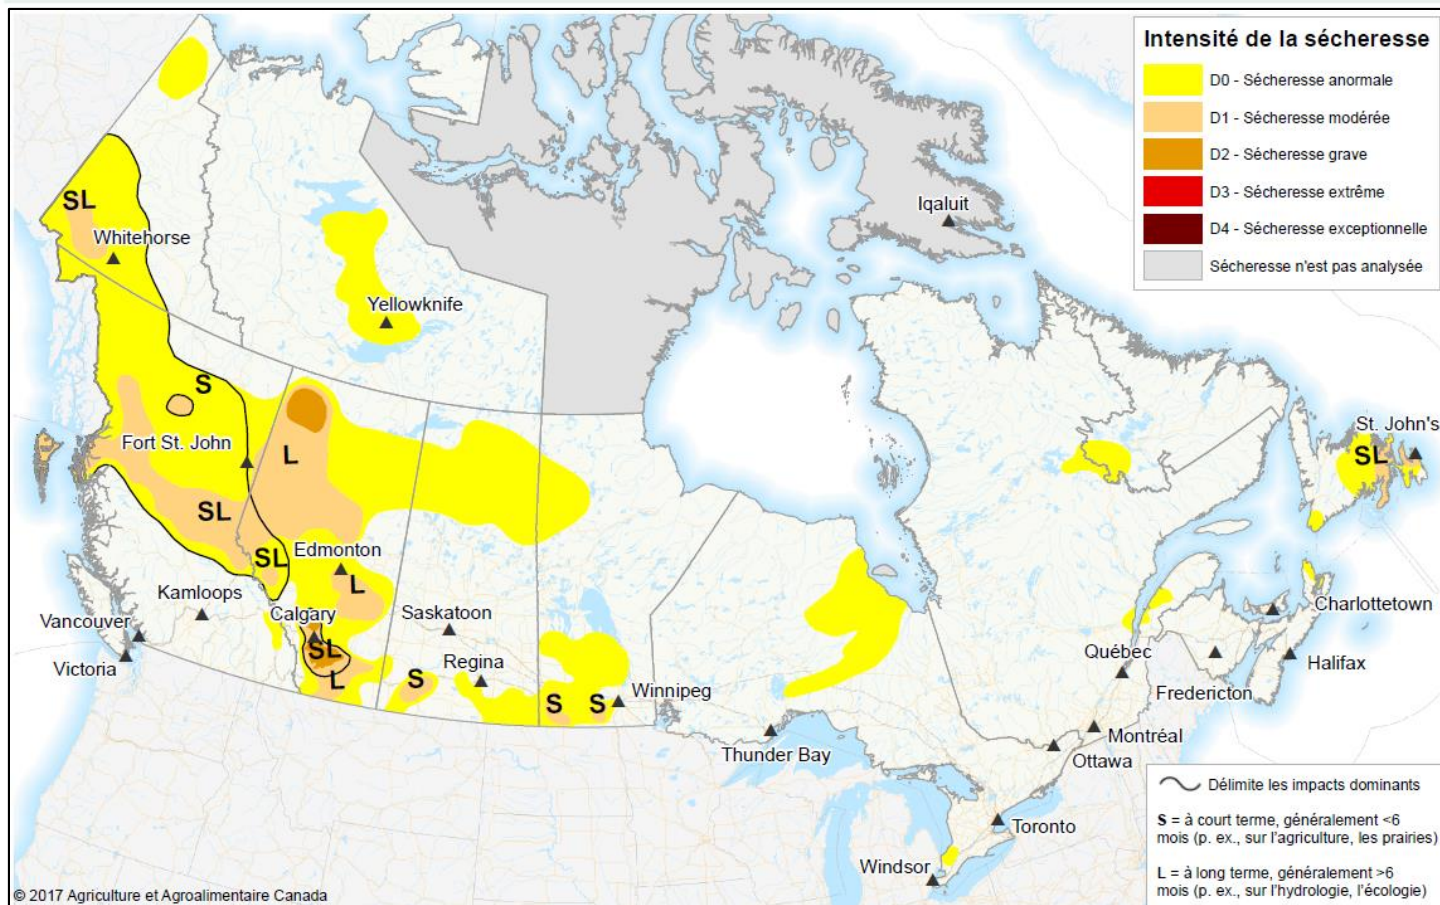 Intensité de la sécheresse
D0 - Sécheresse anormale
D1 - Sécheresse modérée
D2 - Sécheresse grave
D3 - Sécheresse extrême
D4 - Sécheresse exceptionnelle
Sécheresse n'est pas analysée
Iqaluit
SL
Whitehorse
Yellowknife
S
Fort St. John
L
St. John's
SL
SL
SL
Edmonton
L
Kamloops
Calgary
Saskatoon
Charlottetown
Vancouver
SL
Victoria
Regina
Québec
Halifax
L
S
S
S
Winnipeg
Fredericton
Thunder Bay
Montréal
Ottawa
Toronto
Windsor
Délimite les impacts dominants
S = à court terme, généralement <6
mois (p. ex., sur l'agriculture, les prairies)
L = à long terme, généralement >6
mois (p. ex., sur l'hydrologie, l'écologie)
© 2017 Agriculture et Agroalimentaire Canada